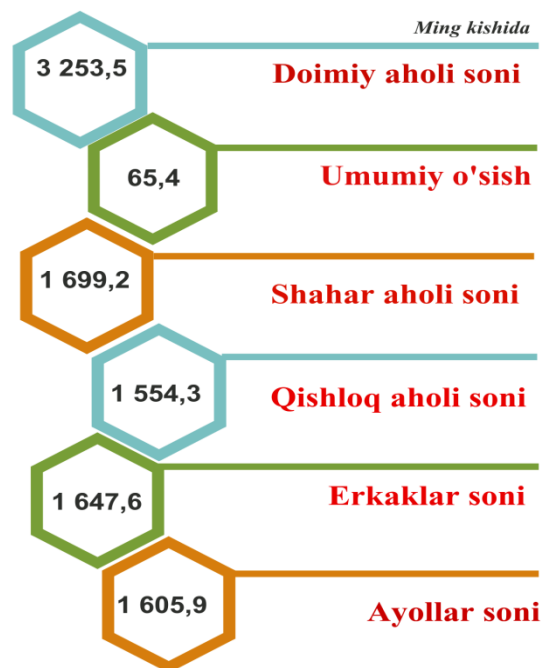 Ming kishida
3 253,5
Doimiy aholi soni
65,4
Umumiy o'sish
1 699,2
Shahar aholi soni
1 554,3
Qishloq aholi soni
1 647,6
Erkaklar soni
1 605,9
Ayollar soni